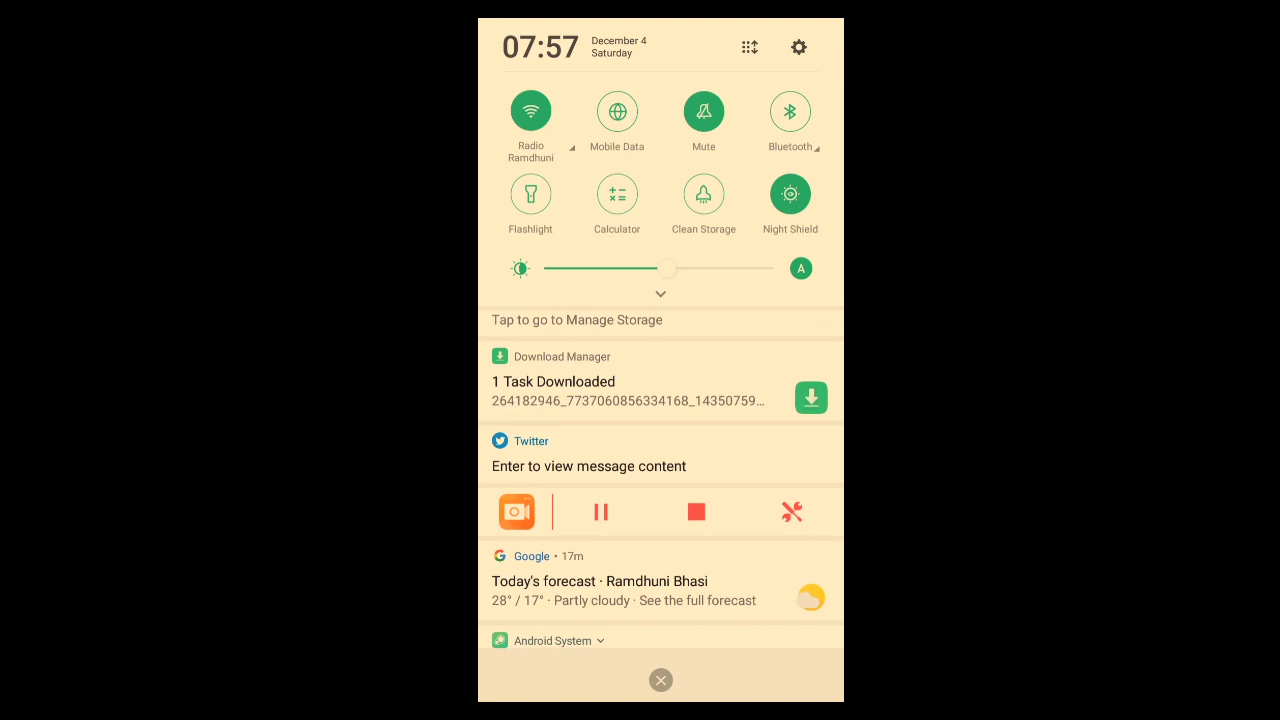 07:57
December 4
Saturday
Radio
Ramdhuni
Mobile Data
Mute
Bluetooth
Flashlight
Calculator
Clean Storage
Night Shield
A
Tap to go to Manage Storage
Download Manager
1 Task Downloaded
264182946_7737060856334168_14350759...
Twitter
Enter to view message content
Google • 17m
Today's forecast · Ramdhuni Bhasi
28° / 17° · Partly cloudy · See the full forecast
Android System